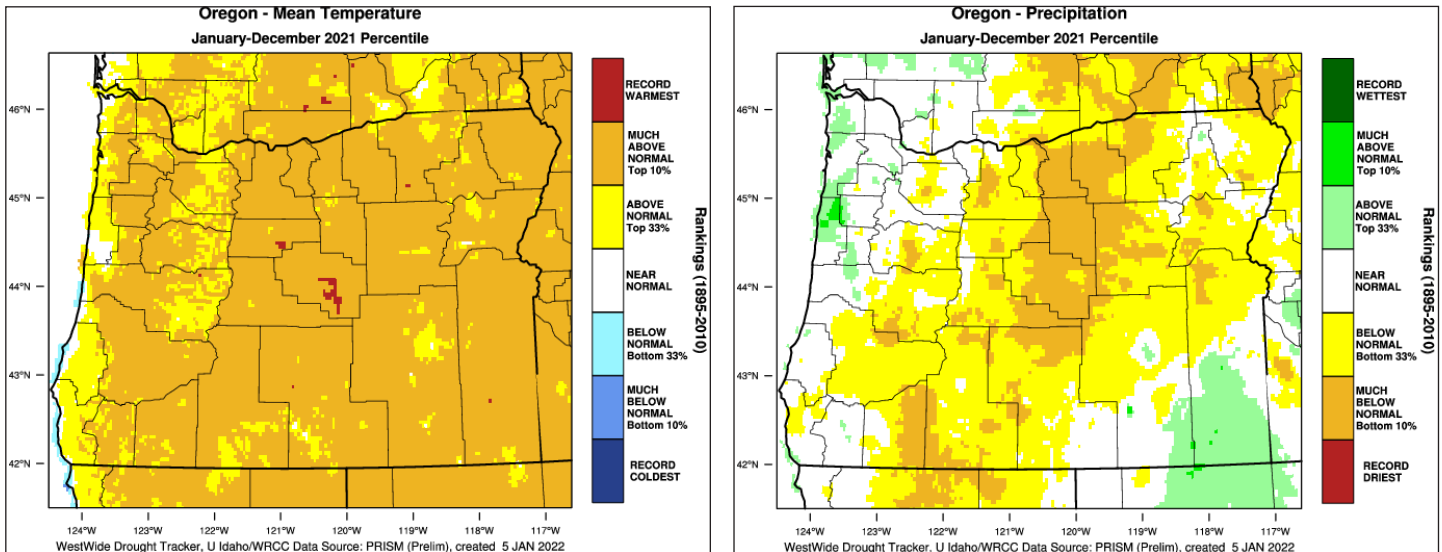 Oregon - Mean Temperature
January-December 2021 Percentile
46°N
45°N
44°N
43°N
42°N
124°W 123°W 122°W 121°W 120°W 119°W 118°W 117°W
RECORD
WARMEST
MUCH
ABOVE
NORMAL
Top 10%
ABOVE
NORMAL
Top 33%
NEAR
NORMAL
BELOW
NORMAL
Bottom 33%
MUCH
BELOW
NORMAL
Bottom 10%
RECORD
COLDEST
Rankings (1895-2010)
WestWide Drought Tracker, U Idaho/WRCC Data Source: PRISM (Prelim), created 5 JAN 2022
Oregon - Precipitation
January-December 2021 Percentile
46°N
45°N
44°N
43°N
42°N
124°W 123°W 122°W 121°W 120°W 119°W 118°W 117°W
RECORD
WETTEST
MUCH
ABOVE
NORMAL
Top 10%
ABOVE
NORMAL
Top 33%
NEAR
NORMAL
BELOW
NORMAL
Bottom 33%
MUCH
BELOW
NORMAL
Bottom 10%
RECORD
DRIEST
Rankings (1895-2010)
WestWide Drought Tracker, U Idaho/WRCC Data Source: PRISM (Prelim), created 5 JAN 2022